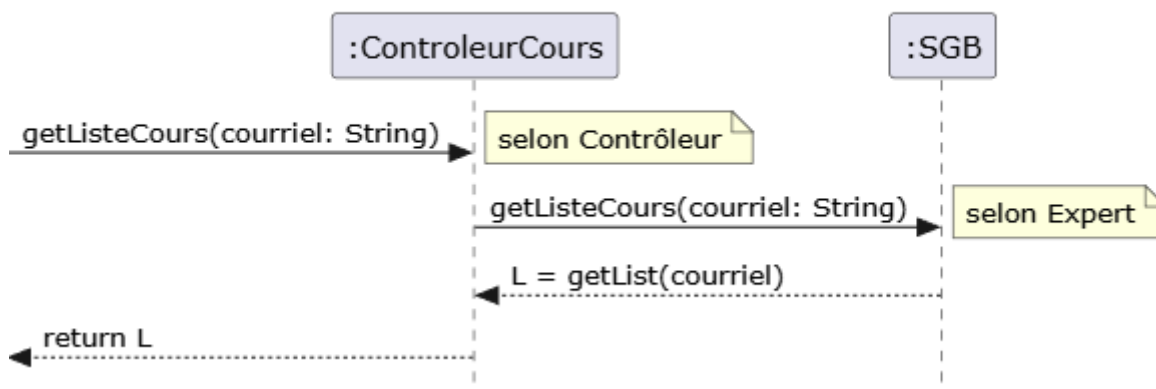 :ControleurCours
:SGB
getListeCours(courriel: String)
selon Contrôleur
getListeCours(courriel: String)
selon Expert
L = getList(courriel)
return L